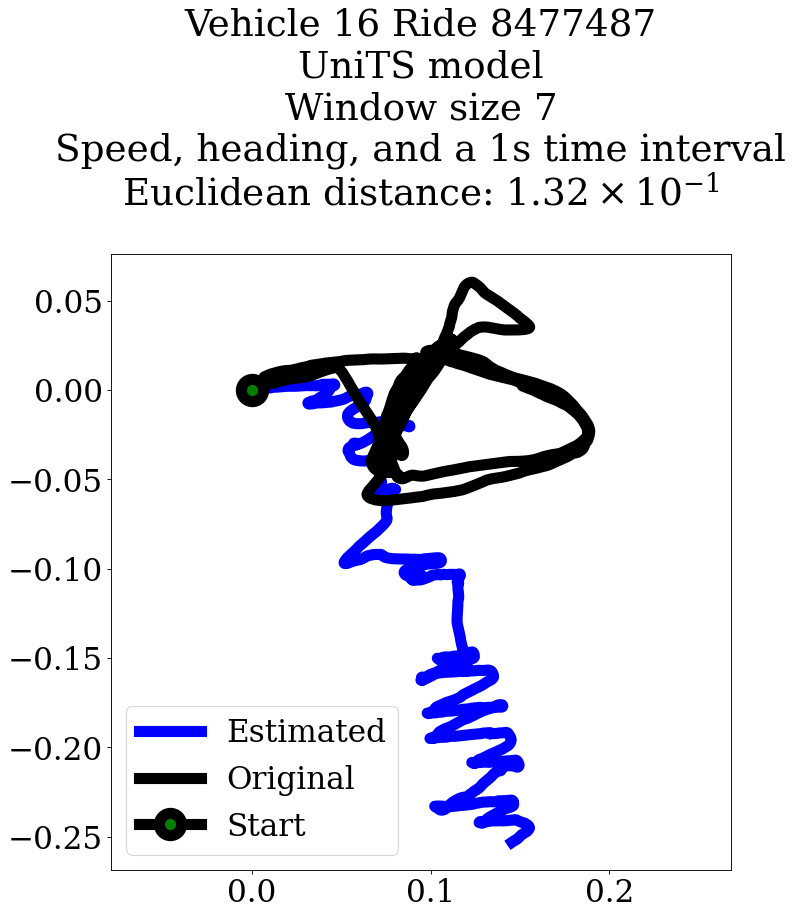 Vehicle 16 Ride 8477487
UniTS model
Window size 7
Speed, heading, and a 1s time interval
Euclidean distance: 1.32 × 10⁻¹
0.05
0.00
−0.05
−0.10
−0.15
−0.20
−0.25
Estimated
Original
Start
0.0 0.1 0.2